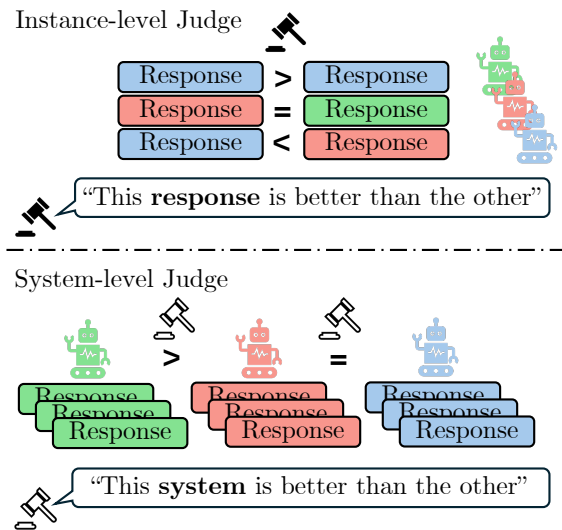 Instance-level Judge
Response > Response
Response = Response
Response < Response
“This response is better than the other”
System-level Judge
> =
Response Response Response
Response Response Response
Response Response Response
“This system is better than the other”